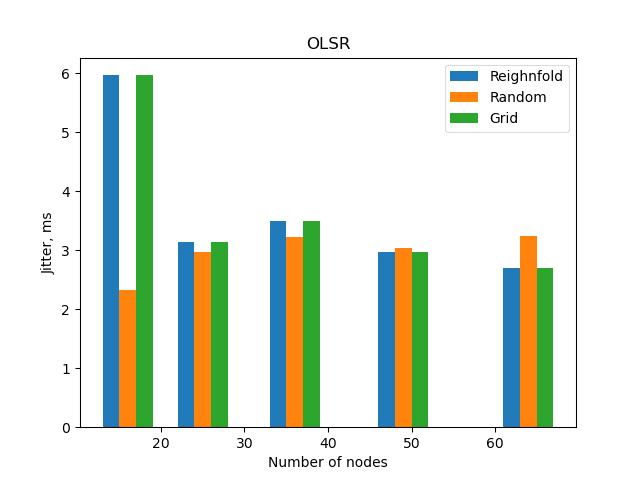 OLSR
Reighnfold
Random
Grid
6
5
4
3
2
1
0
Jitter, ms
20 30 40 50 60
Number of nodes